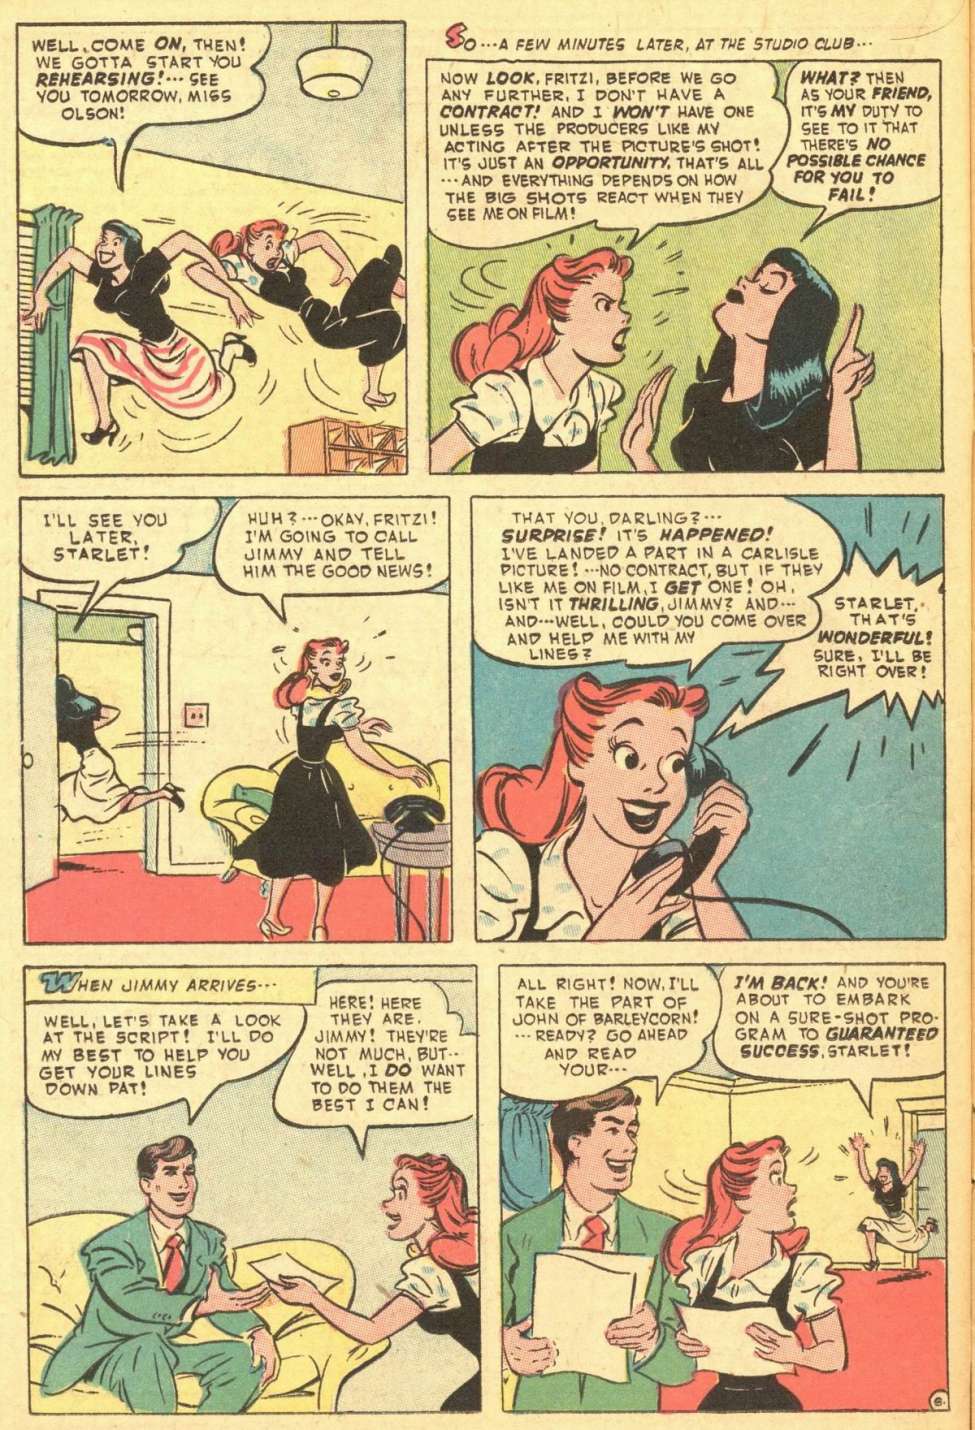 WELL, COME ON, THEN!
WE GOTTA START YOU
REHEARSING!... SEE
YOU TOMORROW, MISS
OLSON!
SO...A FEW MINUTES LATER, AT THE STUDIO CLUB...
NOW LOOK, FRITZI, BEFORE WE GO
ANY FURTHER, I DON'T HAVE A
CONTRACT! AND I WON'T HAVE ONE
UNLESS THE PRODUCERS LIKE MY
ACTING AFTER THE PICTURE'S SHOT!
IT'S JUST AN OPPORTUNITY, THAT'S ALL
...AND EVERYTHING DEPENDS ON HOW
THE BIG SHOTS REACT WHEN THEY
SEE ME ON FILM!
WHAT? THEN
AS YOUR FRIEND,
IT'S MY DUTY TO
SEE TO IT THAT
THERE'S NO
POSSIBLE CHANCE
FOR YOU TO
FAIL!
I'LL SEE YOU
LATER,
STARLET!
HUH?...OKAY, FRITZI!
I'M GOING TO CALL
JIMMY AND TELL
HIM THE GOOD NEWS!
THAT YOU, DARLING?...
SURPRISE! IT'S HAPPENED!
I'VE LANDED A PART IN A CARLISLE
PICTURE! ...NO CONTRACT, BUT IF THEY
LIKE ME ON FILM, I GET ONE! OH,
ISN'T IT THRILLING, JIMMY? AND...
AND...WELL, COULD YOU COME OVER
AND HELP ME WITH MY
LINES?
STARLET,
THAT'S
WONDERFUL!
SURE, I'LL BE
RIGHT OVER!
WHEN JIMMY ARRIVES...
WELL, LET'S TAKE A LOOK
AT THE SCRIPT! I'LL DO
MY BEST TO HELP YOU
GET YOUR LINES
DOWN PAT!
HERE! HERE
THEY ARE,
JIMMY! THEY'RE
NOT MUCH, BUT--
WELL, I DO WANT
TO DO THEM THE
BEST I CAN!
ALL RIGHT! NOW, I'LL
TAKE THE PART OF
JOHN OF BARLEYCORN!
...READY? GO AHEAD
AND READ
YOUR...
I'M BACK! AND YOU'RE
ABOUT TO EMBARK
ON A SURE-SHOT PRO-
GRAM TO GUARANTEED
SUCCESS, STARLET!